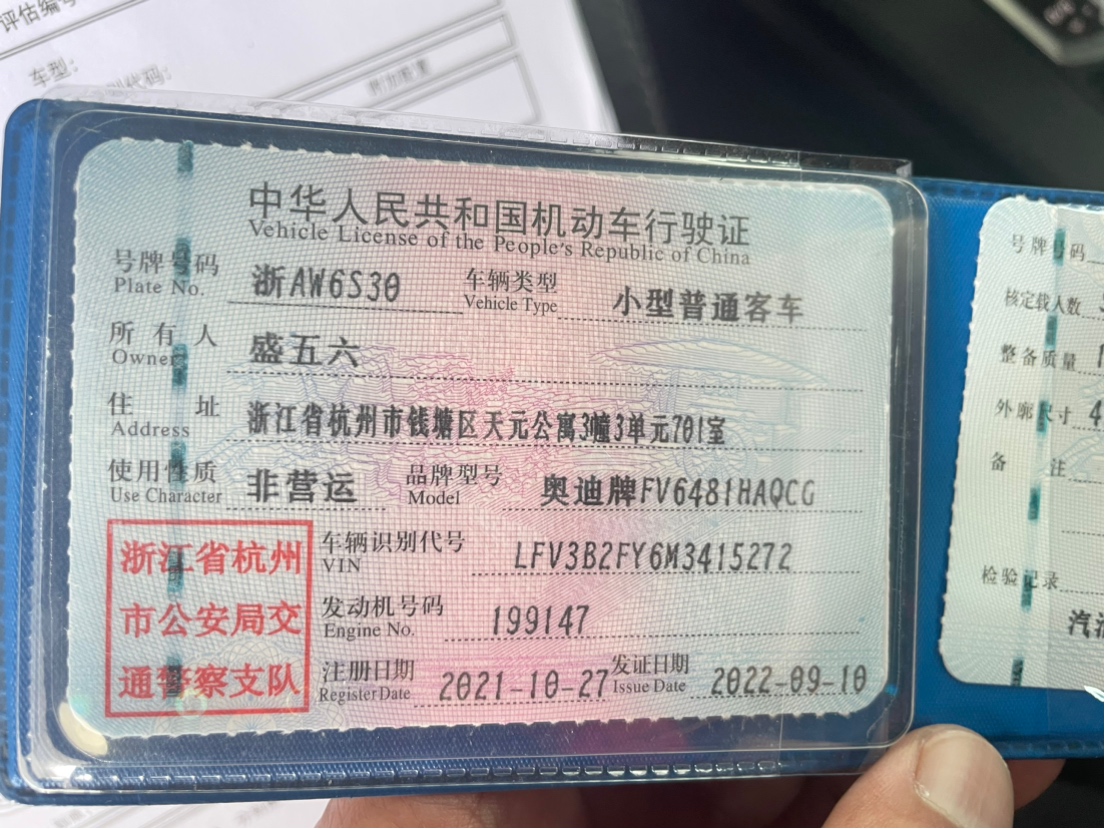 评估编号
车型:
别代码:
中华人民共和国机动车行驶证
Vehicle License of the People's Republic of China
号牌号码 浙AW6S30 车辆类型 小型普通客车
Plate No. Vehicle Type
所有人 盛五六
Owner
住址 浙江省杭州市钱塘区天元公寓3幢3单元701室
Address
使用性质 非营运 品牌型号 奥迪牌FV6481HAQCG
Use Character Model
浙江省杭州
市公安局交
通警察支队
车辆识别代号 LFV3B2FY6M3415272
VIN
发动机号码 199147
Engine No.
注册日期 2021-10-27 发证日期 2022-09-10
Register Date Issue Date
号牌号码
核定载人数
整备质量
外廓尺寸 4
备注
检验记录